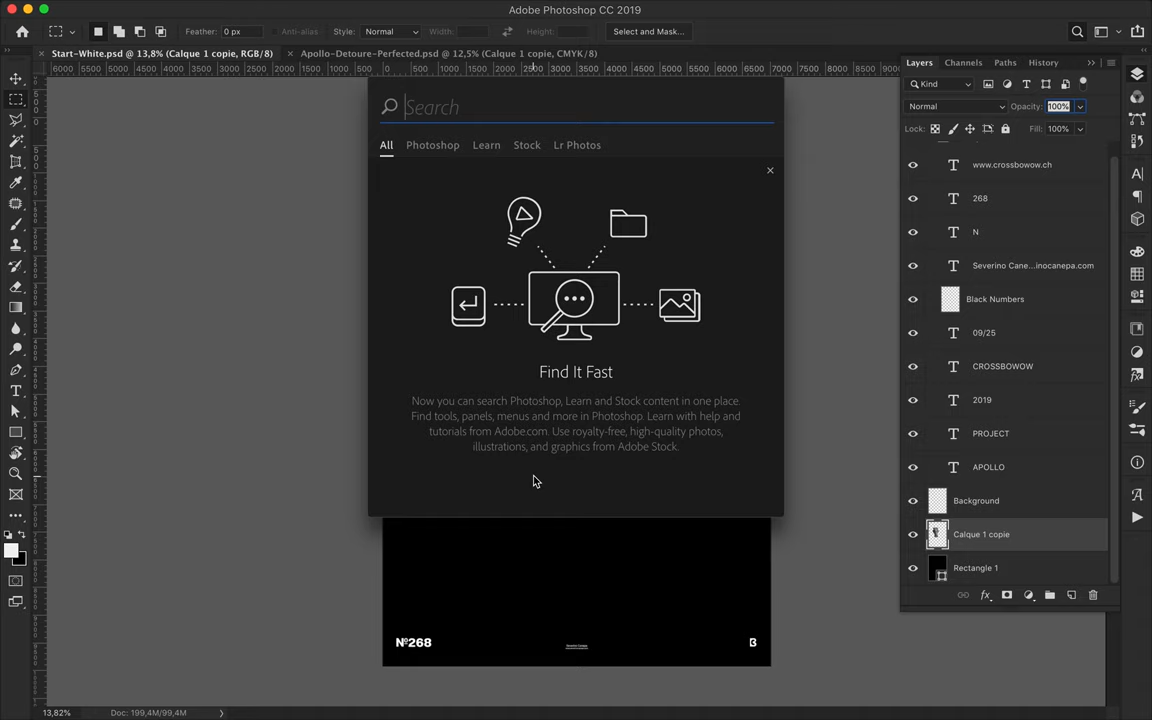 Adobe Photoshop CC 2019
Feather: 0 px Anti-alias Style: Normal Width: Height: Select and Mask...
Start-White.psd @ 13,8% (Calque 1 copie, RGB/8) Apollo-Detoure-Perfected.psd @ 12,5% (Calque 1 copie, CMYK/8)
6000 5500 5000 4500 4000 3500 3000 2500 2000 1500 1000 500 0 500 1000 1500 2000 2500 3000 3500 4000 4500 5000 5500 6000 6500 7000 7500 8000 8500 9000
Search
All Photoshop Learn Stock Lr Photos
Find It Fast
Now you can search Photoshop, Learn and Stock content in one place.
Find tools, panels, menus and more in Photoshop. Learn with help and
tutorials from Adobe.com. Use royalty-free, high-quality photos,
illustrations, and graphics from Adobe Stock.
№268
B
Layers Channels Paths History
Kind
Normal Opacity: 100%
Lock: Fill: 100%
www.crossbowow.ch
268
N
Severino Cane...inocanepa.com
Black Numbers
09/25
CROSSBOWOW
2019
PROJECT
APOLLO
Background
Calque 1 copie
Rectangle 1
13,82% Doc: 199,4M/99,4M